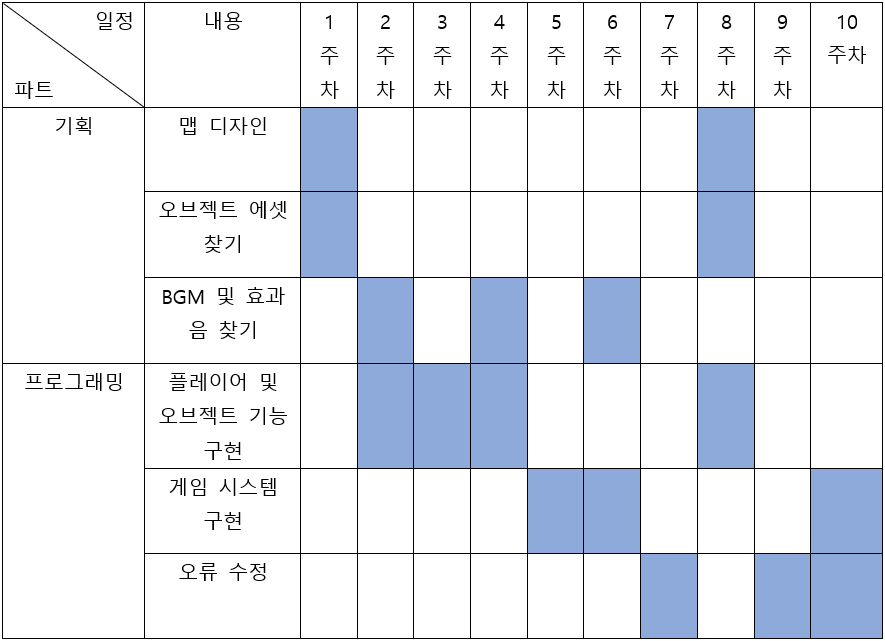 일정
파트
내용
1
주
차
2
주
차
3
주
차
4
주
차
5
주
차
6
주
차
7
주
차
8
주
차
9
주
차
10
주차
기획
맵 디자인
오브젝트 에셋
찾기
BGM 및 효과
음 찾기
프로그래밍
플레이어 및
오브젝트 기능
구현
게임 시스템
구현
오류 수정